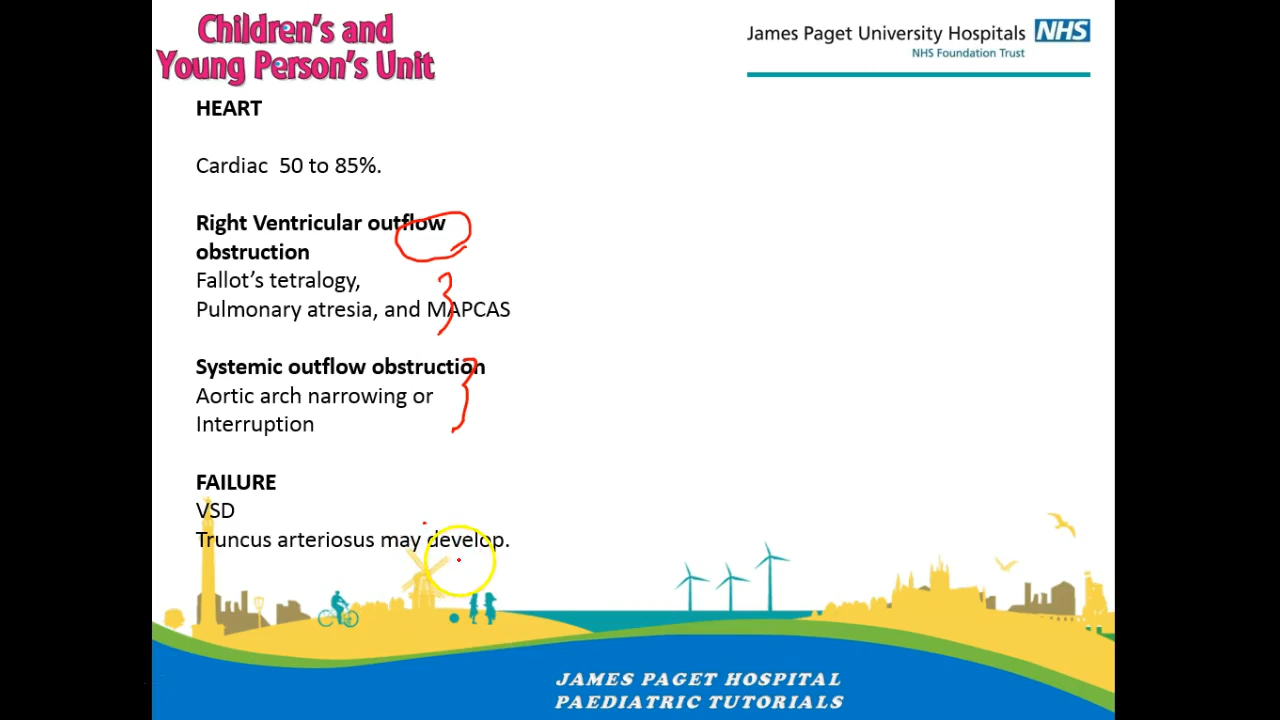 Children's and
Young Person's Unit
James Paget University Hospitals NHS
NHS Foundation Trust
HEART
Cardiac  50 to 85%.
Right Ventricular outflow
obstruction
Fallot’s tetralogy,
Pulmonary atresia, and MAPCAS
Systemic outflow obstruction
Aortic arch narrowing or
Interruption
FAILURE
VSD
Truncus arteriosus may develop.
JAMES PAGET HOSPITAL
PAEDIATRIC TUTORIALS